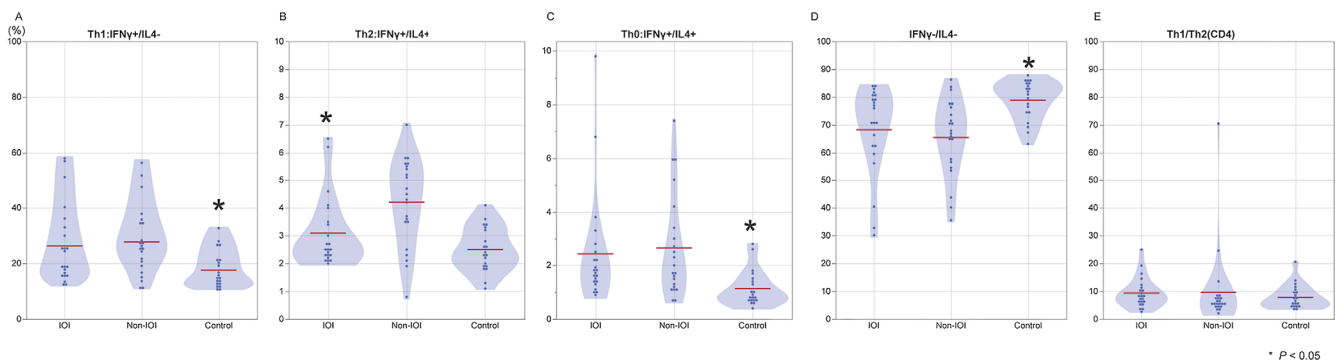 A B C D E
(%)
Th1:IFNγ+/IL4- Th2:IFNγ+/IL4+ Th0:IFNγ+/IL4+ IFNγ-/IL4- Th1/Th2(CD4)
100 10 10 100 100
9 90 90
80 8 8 80 80
7 70 70
60 6 6 60 60
5 50 50
40 4 4 40 40
3 30 30
20 2 2 20 20
1 10 10
0 0 0 0 0
* * * *
IOI Non-IOI Control IOI Non-IOI Control IOI Non-IOI Control IOI Non-IOI Control IOI Non-IOI Control
* P < 0.05